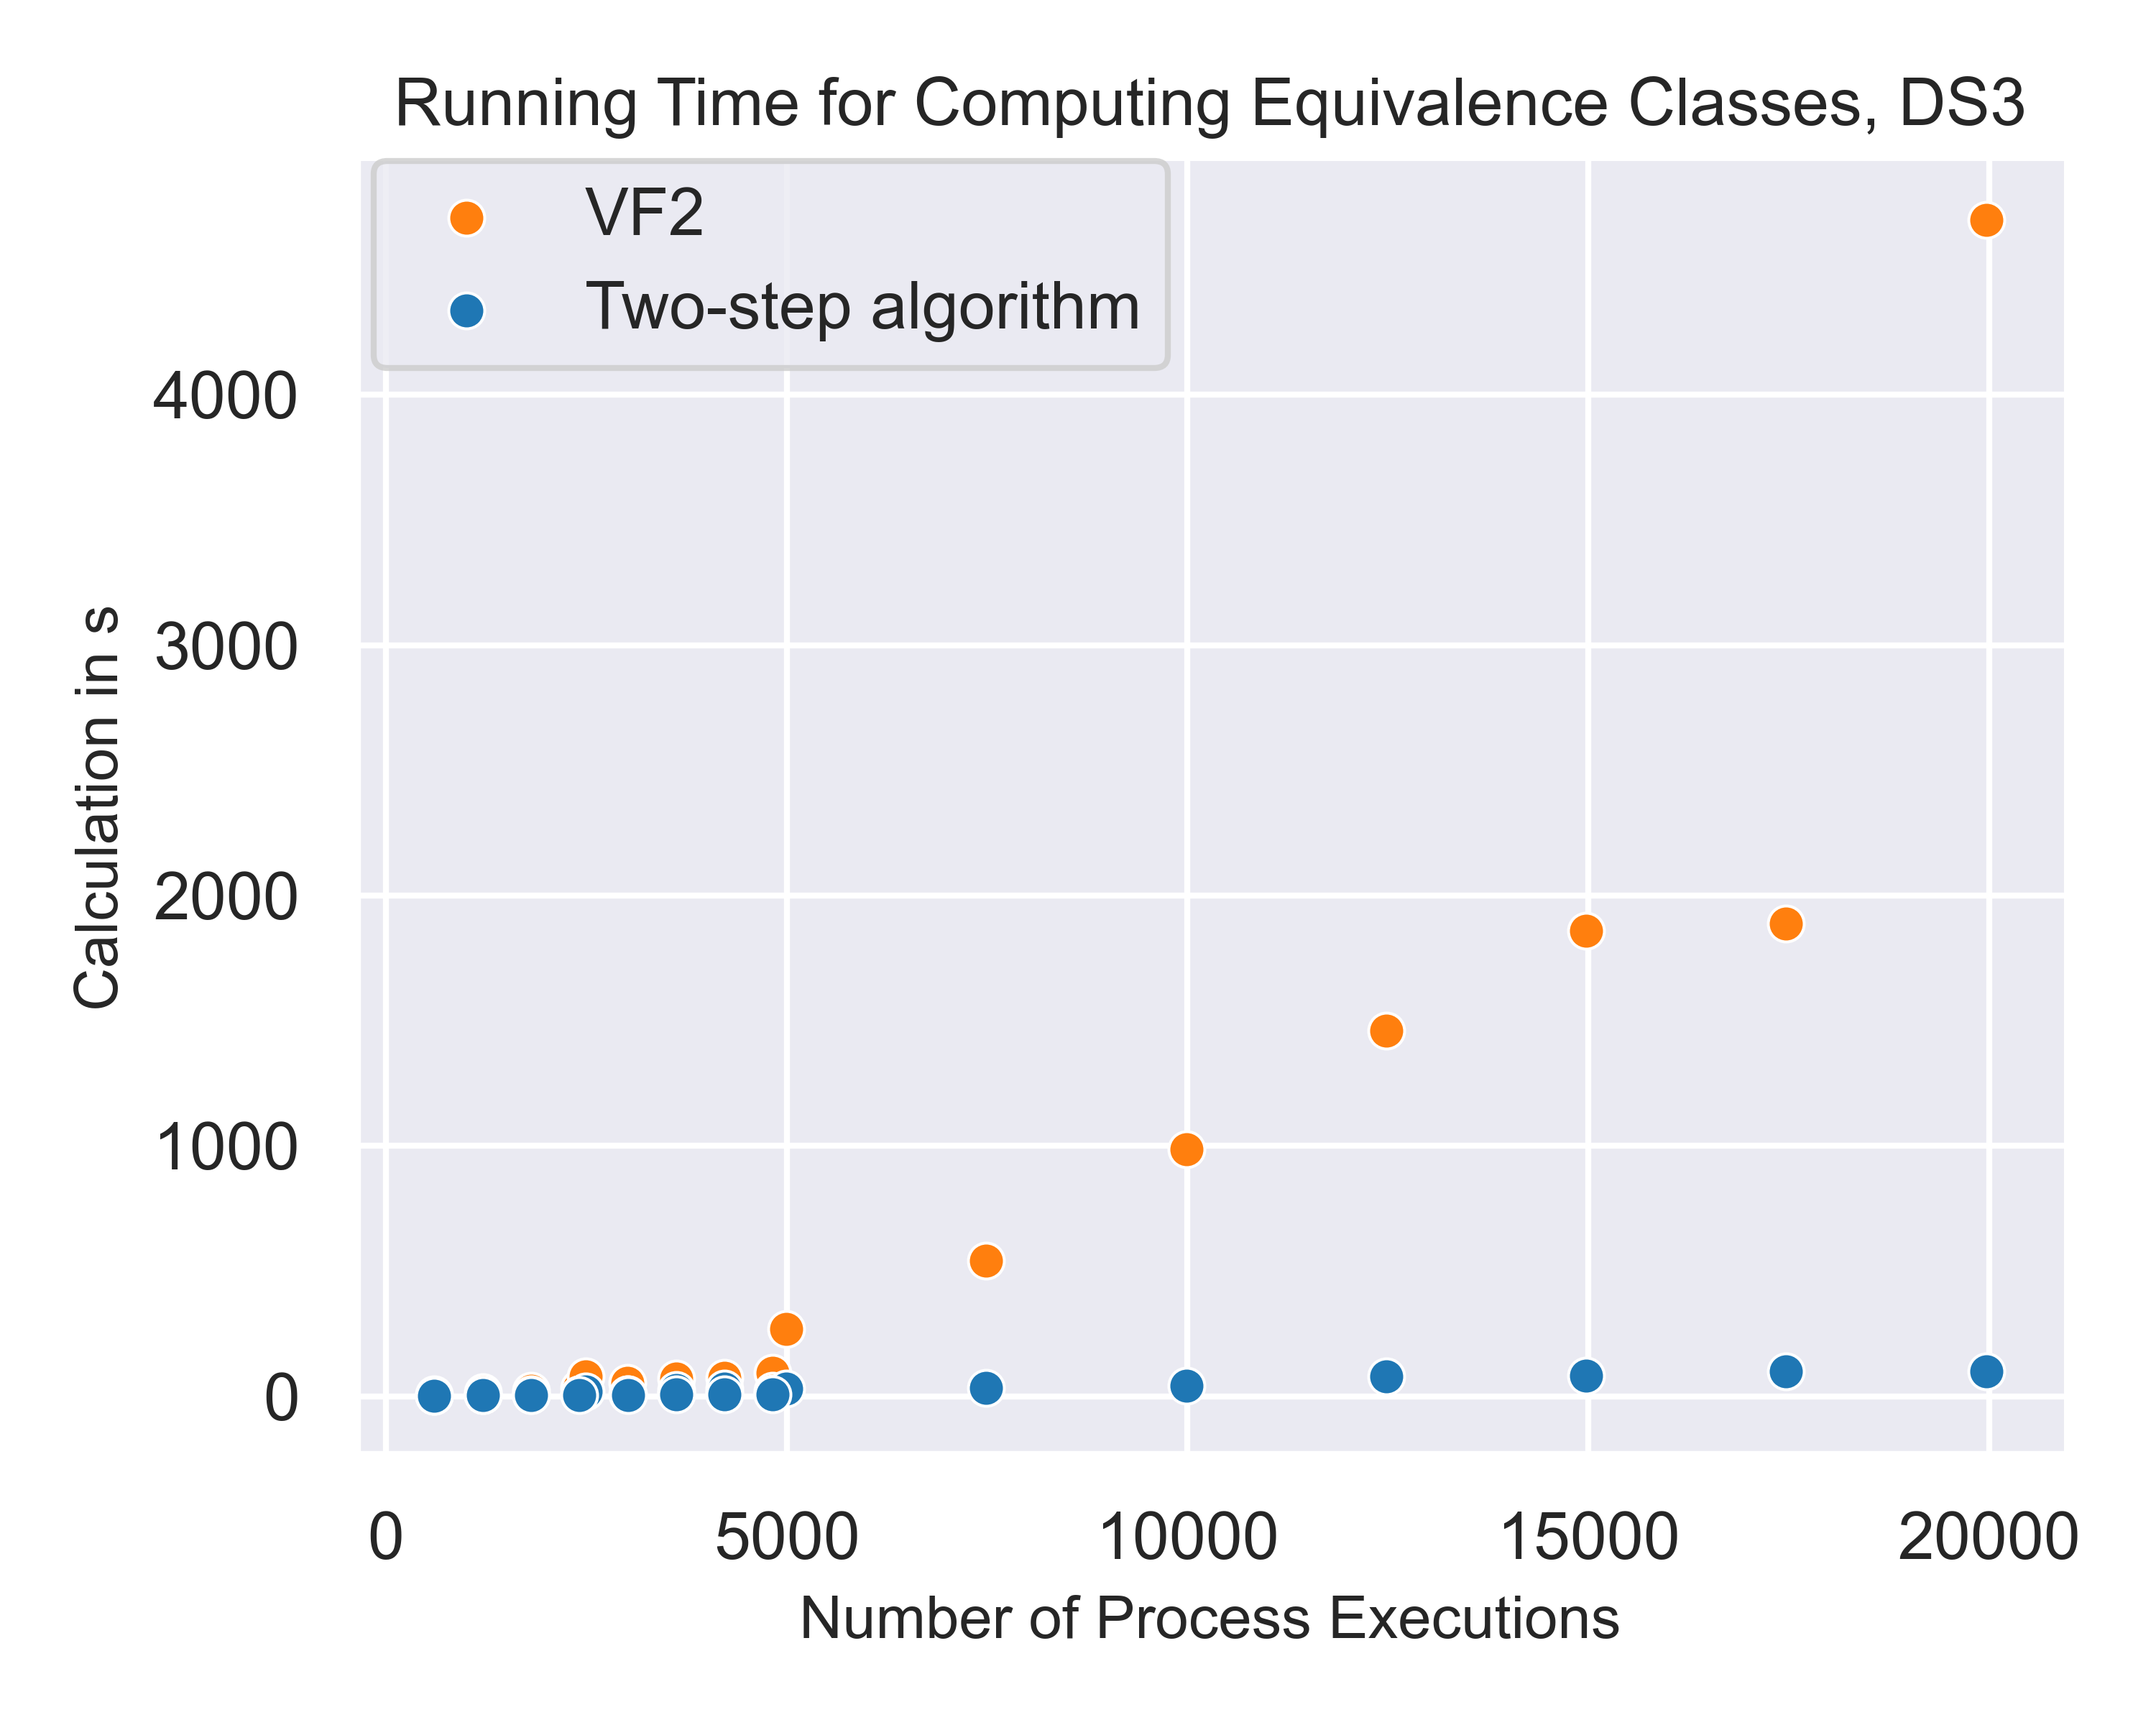 Running Time for Computing Equivalence Classes, DS3
VF2
Two-step algorithm
4000
3000
2000
1000
0
Calculation in s
0 5000 10000 15000 20000
Number of Process Executions